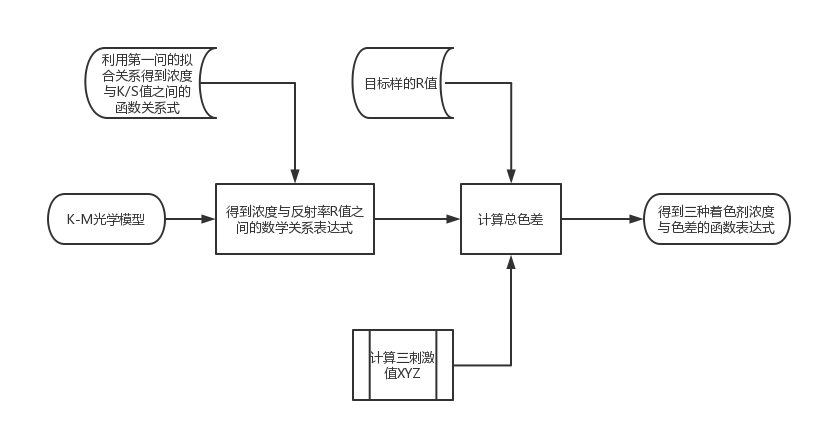 利用第一问的拟
合关系得到浓度
与K/S值之间的
函数关系式
目标样的R值
K-M光学模型
得到浓度与反射率R值之
间的数学关系表达式
计算总色差
得到三种着色剂浓度
与色差的函数表达式
计算三刺激
值XYZ